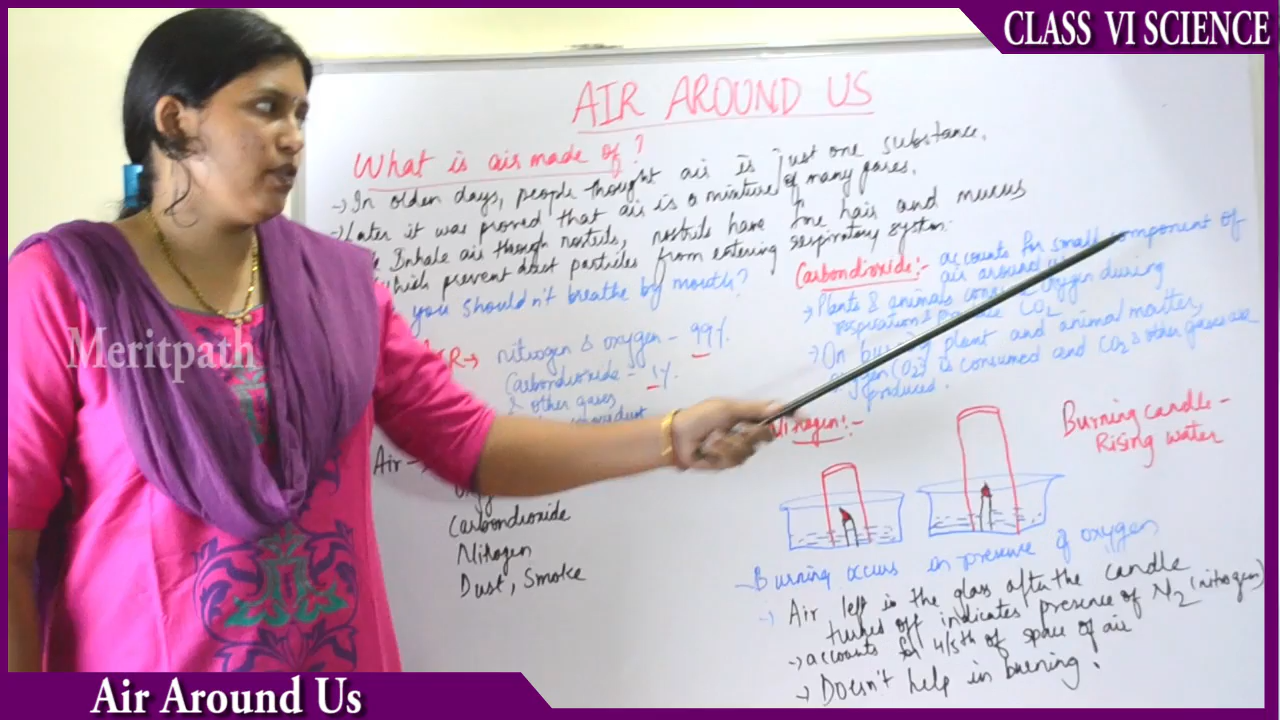 CLASS VI SCIENCE
AIR AROUND US
What is air made of?
→ In olden days, people thought air is just one substance.
→ Later it was proved that air is a mixture of many gases.
Inhale air through nostrils, nostrils have fine hair and mucus
which prevent dust particles from entering respiratory system.
you shouldn't breathe by mouth?
nitrogen & oxygen - 99%.
Carbondioxide - 1%.
& other gases
Air →
Carbondioxide
Nitrogen
Dust, Smoke
Carbondioxide:- accounts for small component of
air around
→ Plants & animals oxygen during
respiration & produce CO2
→ On burning plant and animal matter,
oxygen (O2) is consumed and CO2 & other gases are
produced.
Nitrogen:-
Burning candle -
Rising water
→ Burning occurs in presence of oxygen
→ Air left in the glass after the candle
turned off indicates presence of N2 (nitrogen)
→ accounts for 4/5th of space of air
→ Doesn't help in burning.
Meritpath
Air Around Us